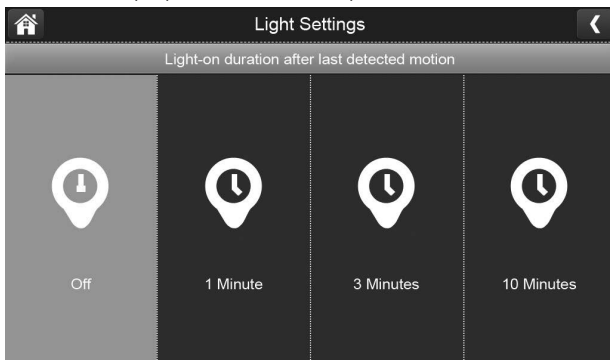 Light Settings
Light-on duration after last detected motion
Off
1 Minute
3 Minutes
10 Minutes